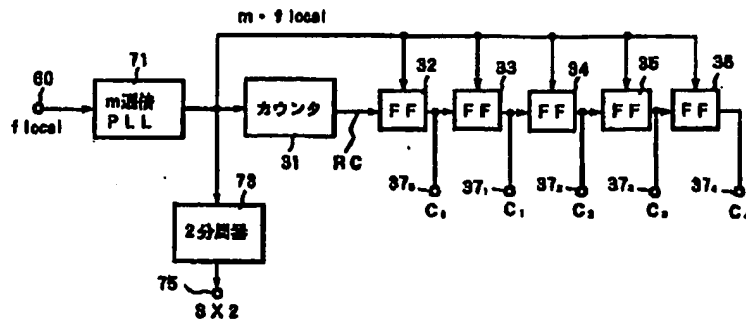 m・f local
60
71
32
33
34
35
36
m逓倍
PLL
カウンタ
FF
FF
FF
FF
FF
f local
31
RC
37₀
37₁
37₂
37₃
37₄
C₀
C₁
C₂
C₃
C₄
73
2分周器
75
S X 2